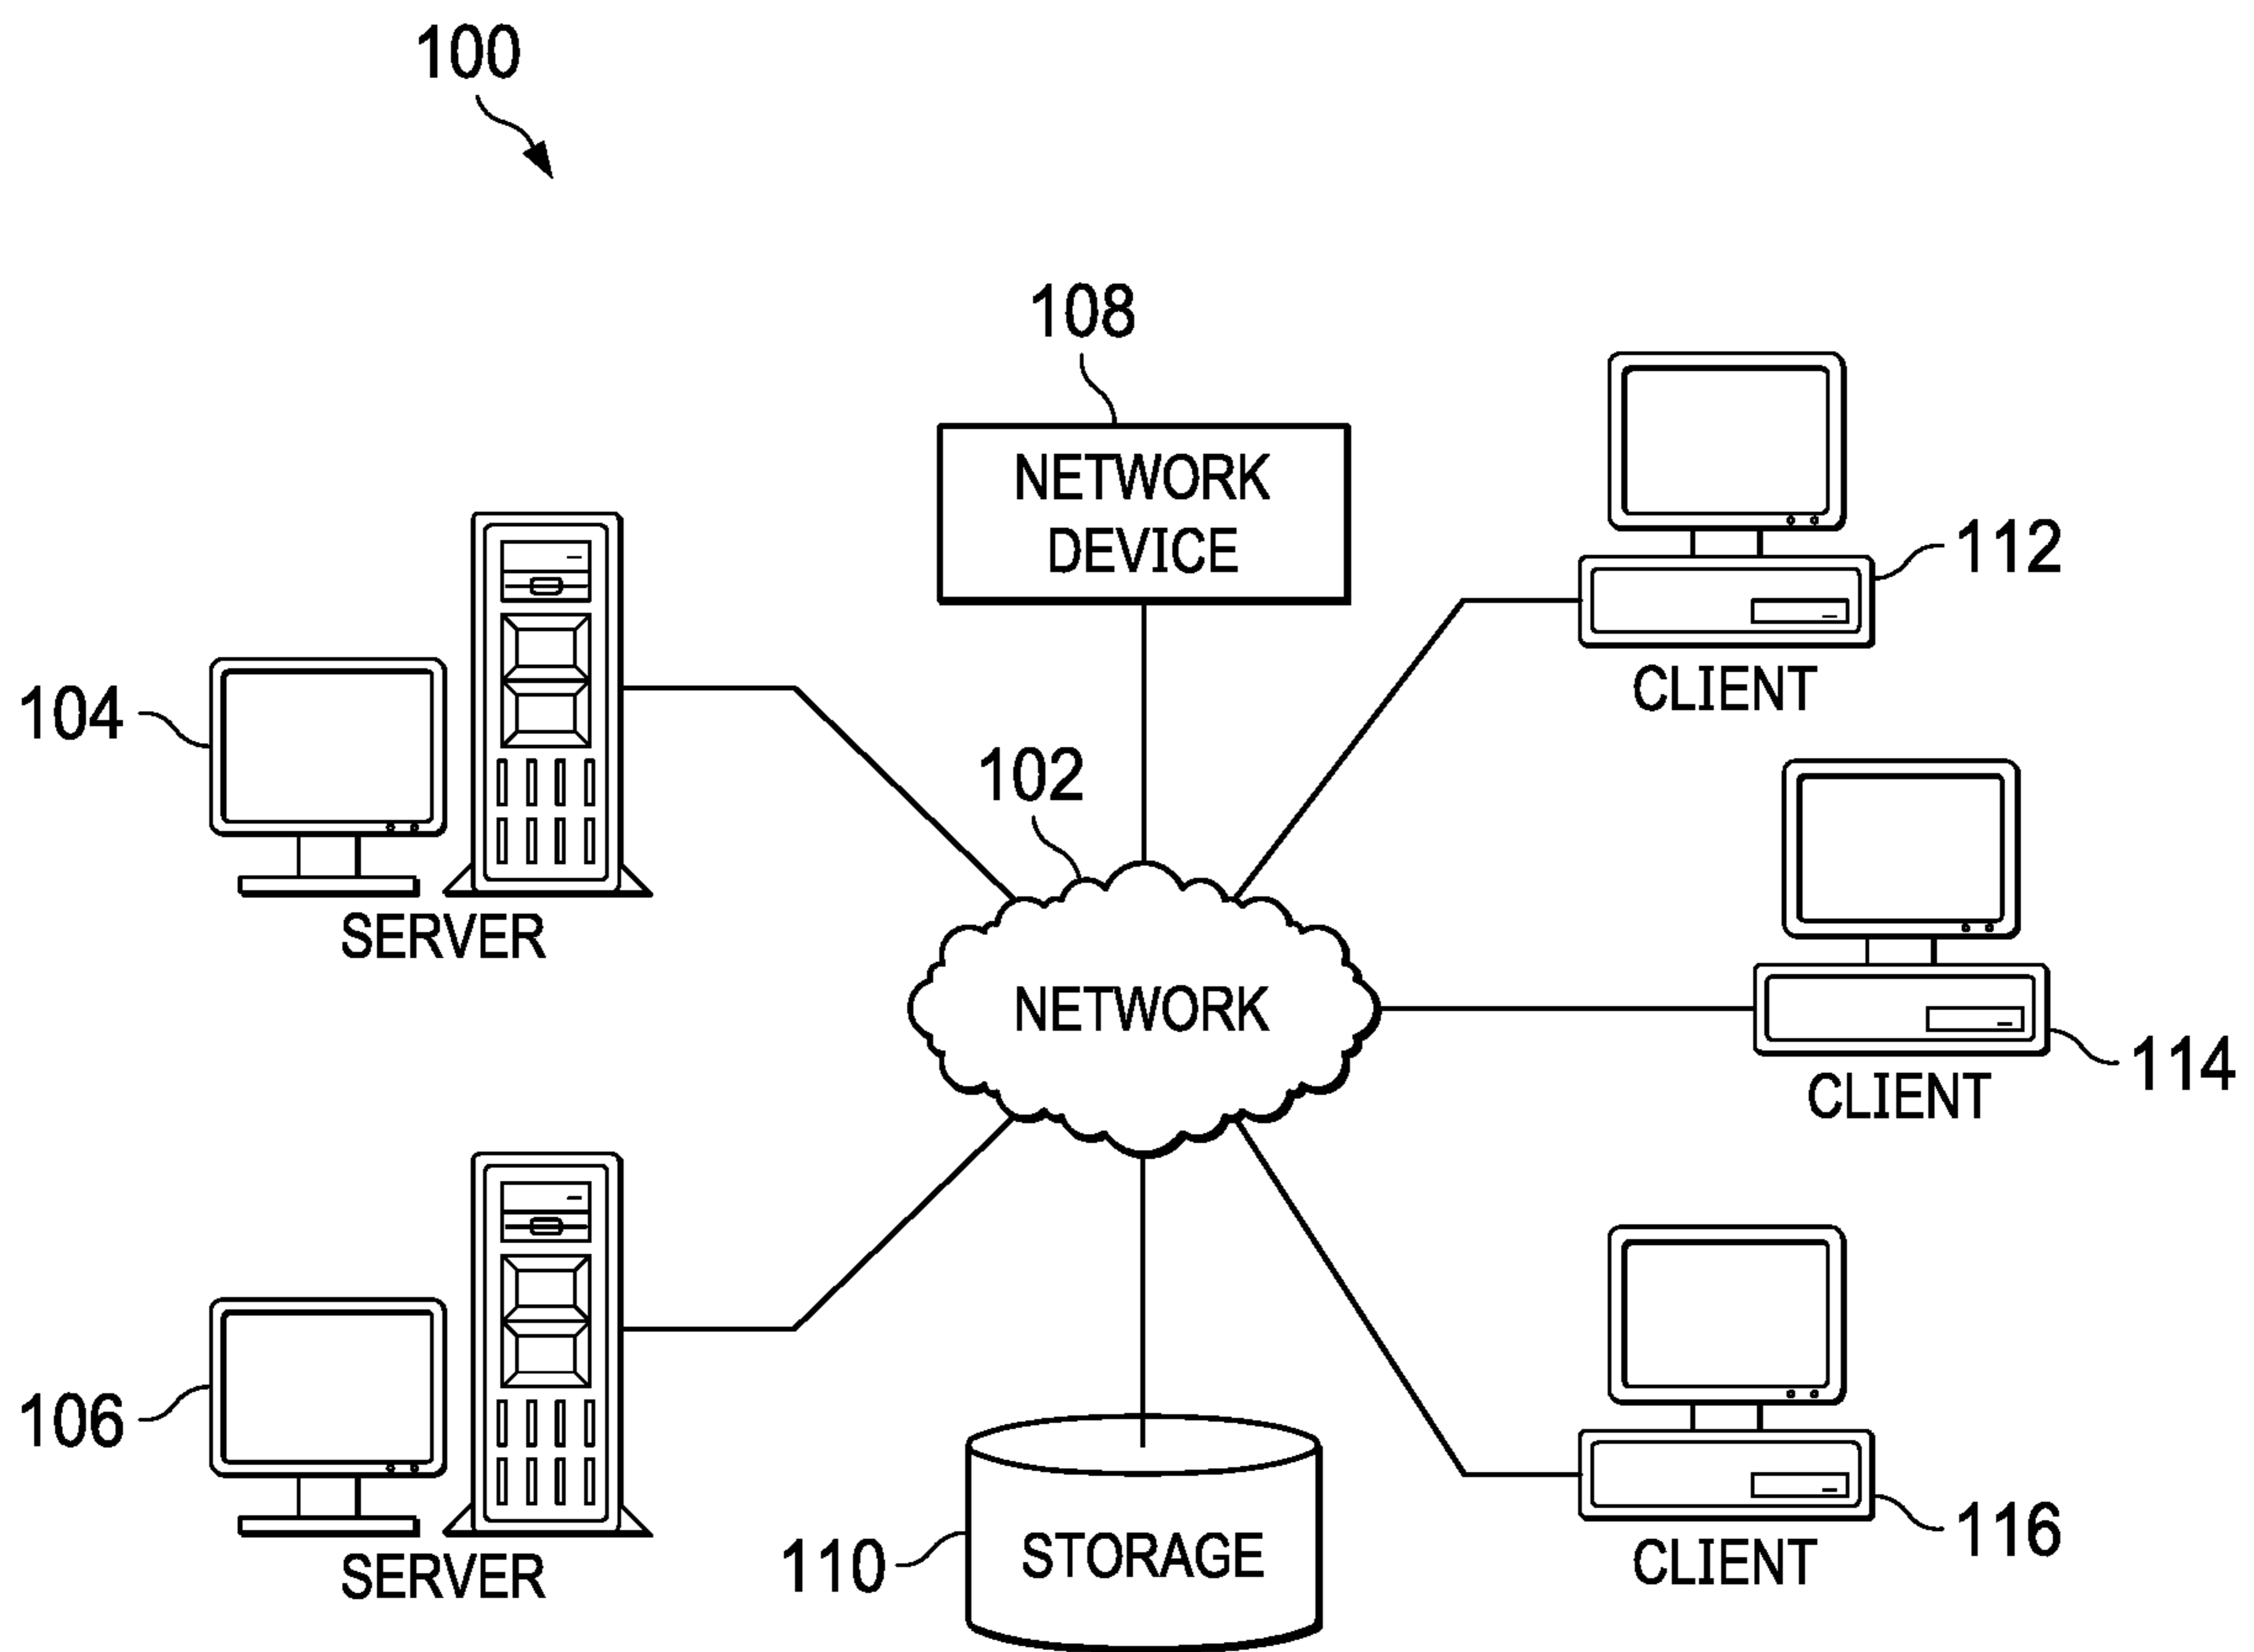 100
108
NETWORK
DEVICE
112
CLIENT
104
102
SERVER
NETWORK
114
CLIENT
106
110
STORAGE
116
SERVER
CLIENT